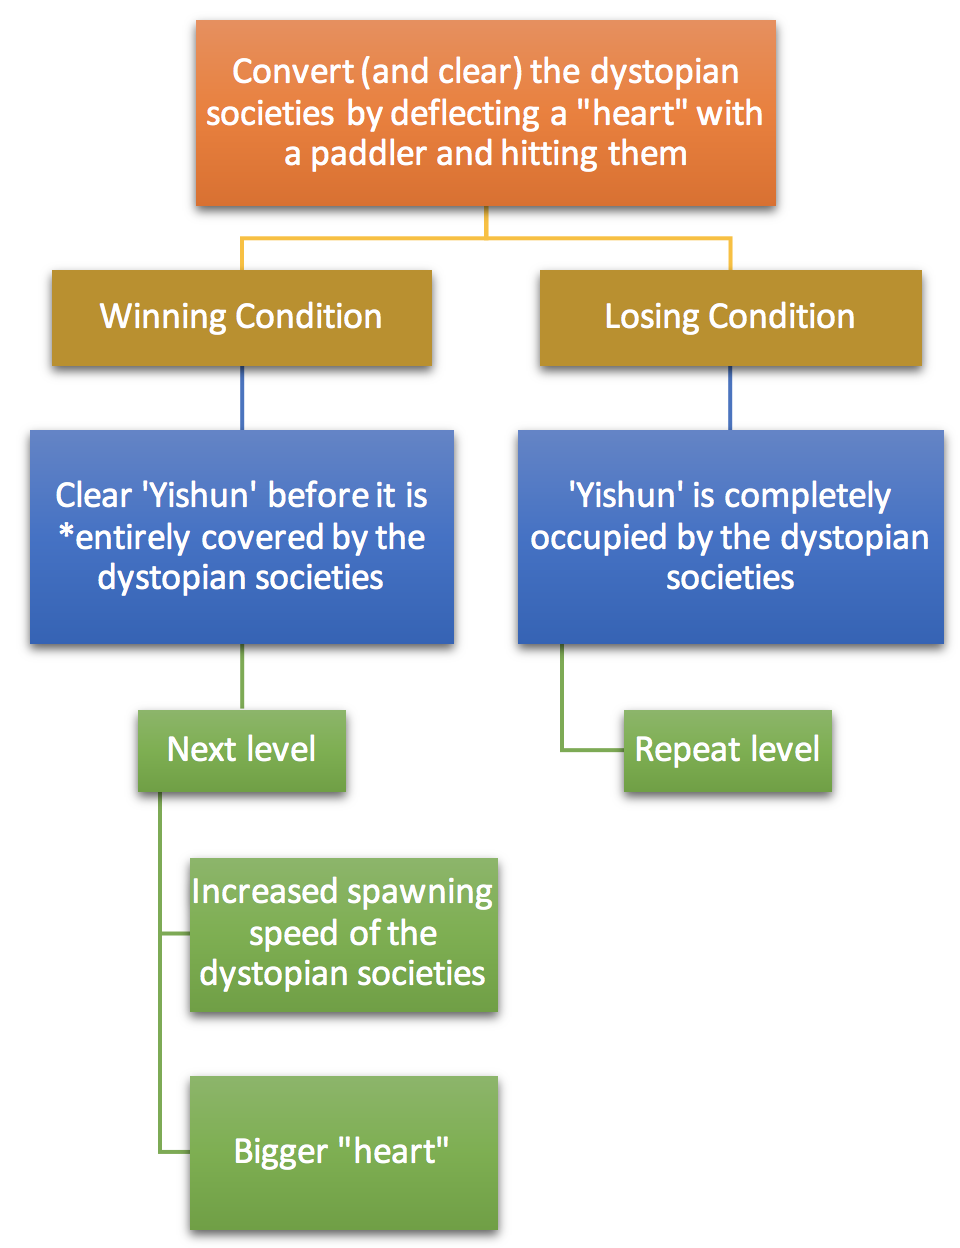 Convert (and clear) the dystopian
societies by deflecting a "heart" with
a paddler and hitting them
Winning Condition
Losing Condition
Clear 'Yishun' before it is
*entirely covered by the
dystopian societies
'Yishun' is completely
occupied by the dystopian
societies
Next level
Repeat level
Increased spawning
speed of the
dystopian societies
Bigger "heart"